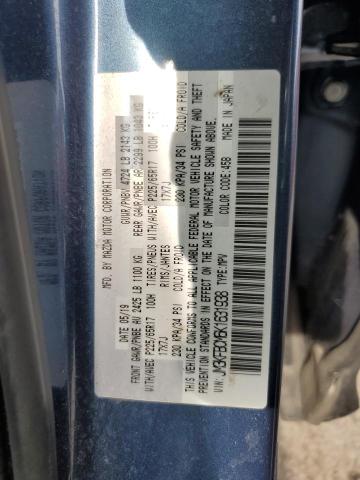 MFD. BY MAZDA MOTOR CORPORATION
DATE: 05/19 GVWR/PNBV 4724 LB 2143 KG
FRONT GAWR/PNBE AV 2425 LB 1100 KG REAR GAWR/PNBE AR 2299 LB 1043 KG
WITH/AVEC P225/65R17 100H TIRES/PNEUS WITH/AVEC P225/65R17 100H
17X7J RIMS/JANTES 17X7J
230 KPA/34 PSI COLD/A FROID 230 KPA/34 PSI COLD/A FROID
THIS VEHICLE CONFORMS TO ALL APPLICABLE FEDERAL MOTOR VEHICLE SAFETY AND THEFT
PREVENTION STANDARDS IN EFFECT ON THE DATE OF MANUFACTURE SHOWN ABOVE.
TYPE:MPV COLOR CODE:45B MADE IN JAPAN